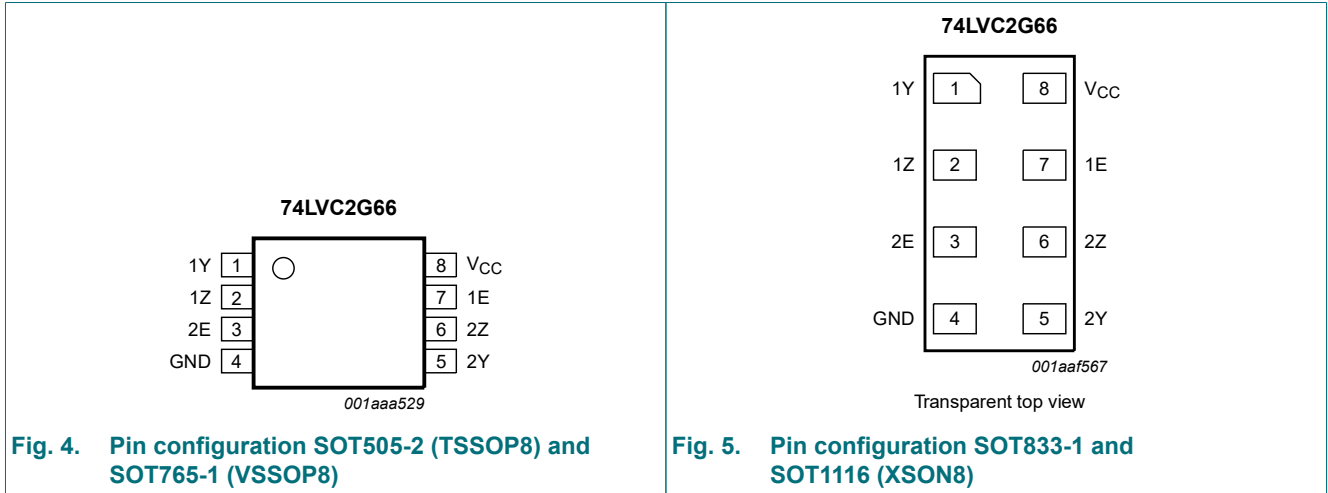 74LVC2G66
1Y 1 8 VCC
1Z 2 7 1E
2E 3 6 2Z
GND 4 5 2Y
001aaa529
Fig. 4. Pin configuration SOT505-2 (TSSOP8) and
SOT765-1 (VSSOP8)
74LVC2G66
1Y 1 8 VCC
1Z 2 7 1E
2E 3 6 2Z
GND 4 5 2Y
001aaf567
Transparent top view
Fig. 5. Pin configuration SOT833-1 and
SOT1116 (XSON8)